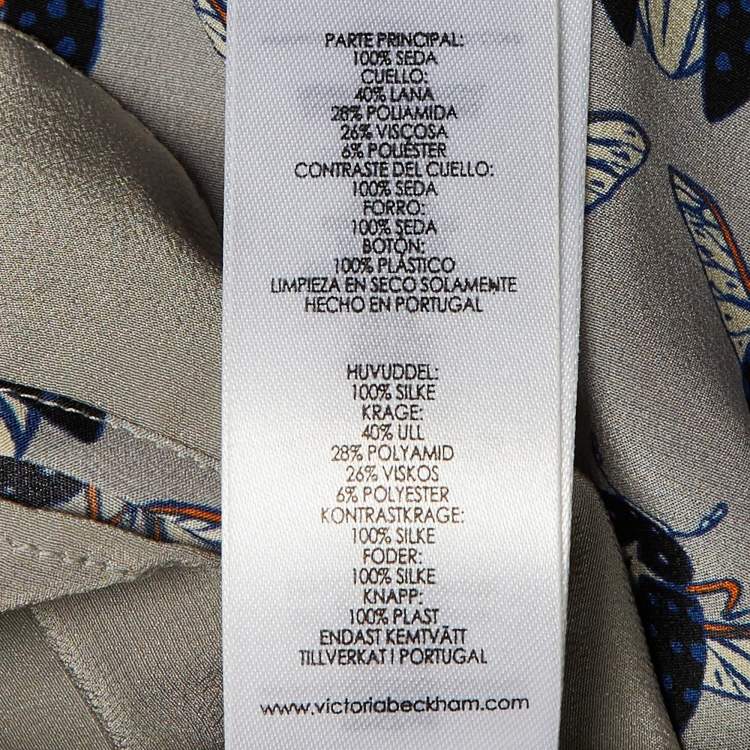 PARTE PRINCIPAL:
100% SEDA
CUELLO:
40% LANA
28% POLIAMIDA
26% VISCOSA
6% POLIÉSTER
CONTRASTE DEL CUELLO:
100% SEDA
FORRO:
100% SEDA
BOTÓN:
100% PLÁSTICO
LIMPIEZA EN SECO SOLAMENTE
HECHO EN PORTUGAL
HUVUDDEL:
100% SILKE
KRAGE:
40% ULL
28% POLYAMID
26% VISKOS
6% POLYESTER
KONTRASTKRAGE:
100% SILKE
FODER:
100% SILKE
KNAPP:
100% PLAST
ENDAST KEMTVÄTT
TILLVERKAT I PORTUGAL
www.victoriabeckham.com